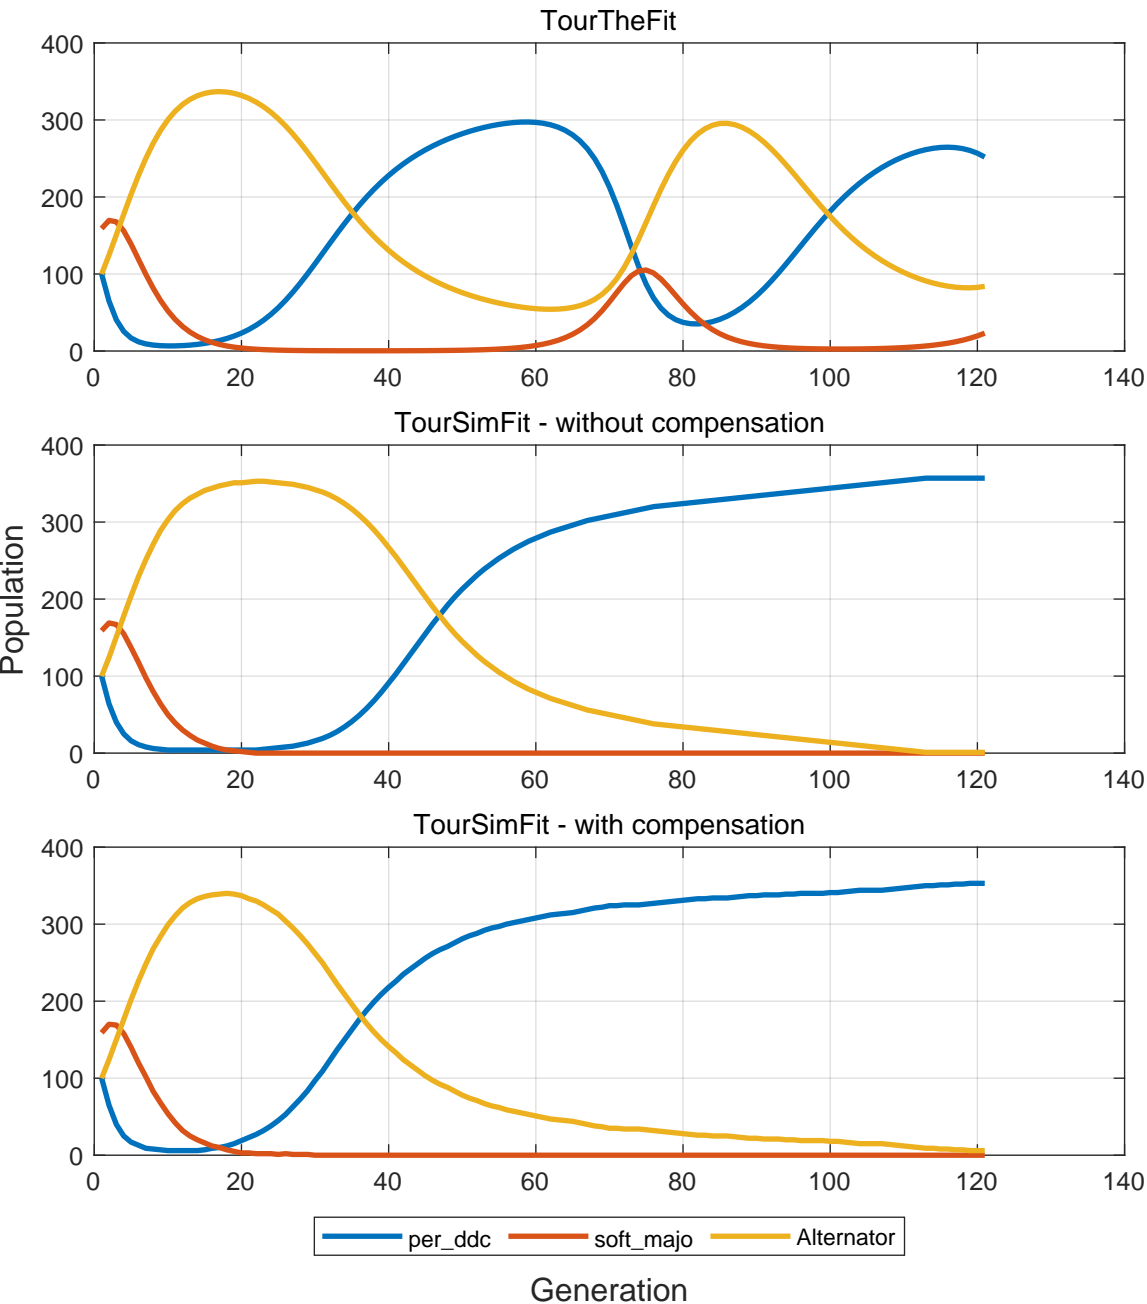 TourTheFit
400
300
200
100
0
0 20 40 60 80 100 120 140
TourSimFit - without compensation
400
300
200
100
0
0 20 40 60 80 100 120 140
Population
TourSimFit - with compensation
400
300
200
100
0
0 20 40 60 80 100 120 140
per_ddc soft_majo Alternator
Generation